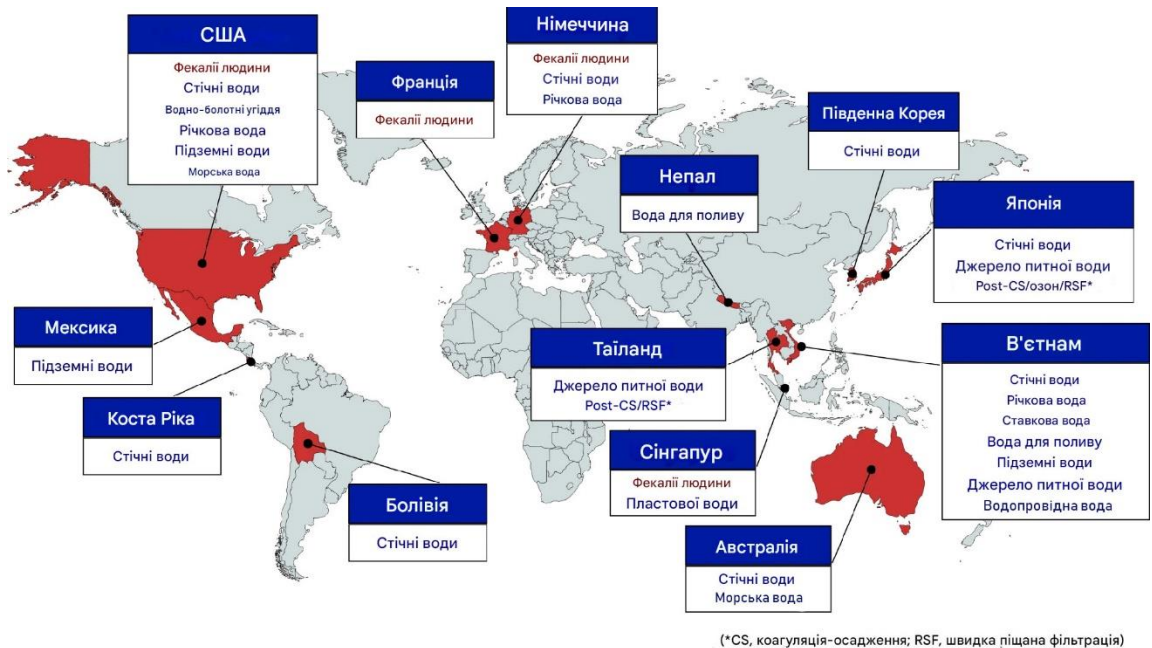 США
Фекалії людини
Стічні води
Водно-болотні угіддя
Річкова вода
Підземні води
Морська вода
Франція
Фекалії людини
Німеччина
Фекалії людини
Стічні води
Річкова вода
Південна Корея
Стічні води
Непал
Вода для поливу
Японія
Стічні води
Джерело питної води
Post-CS/озон/RSF*
Мексика
Підземні води
Коста Ріка
Стічні води
Болівія
Стічні води
Таїланд
Джерело питної води
Post-CS/RSF*
Сінгапур
Фекалії людини
Пластової води
В'єтнам
Стічні води
Річкова вода
Ставкова вода
Вода для поливу
Підземні води
Джерело питної води
Водопровідна вода
Австралія
Стічні води
Морська вода
(*CS, коагуляція-осадження; RSF, швидка піщана фільтрація)